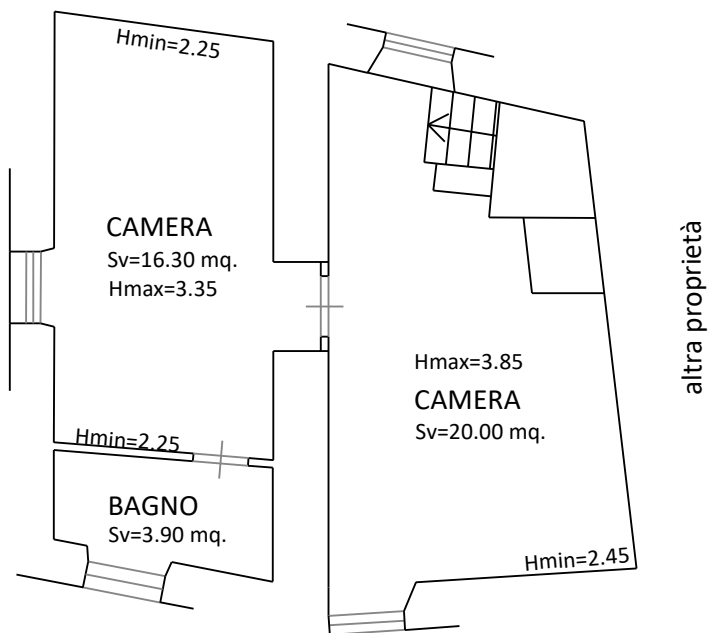 Hmin=2.25
CAMERA
Sv=16.30 mq.
Hmax=3.35
Hmin=2.25
BAGNO
Sv=3.90 mq.
Hmax=3.85
CAMERA
Sv=20.00 mq.
Hmin=2.45
altra proprietà